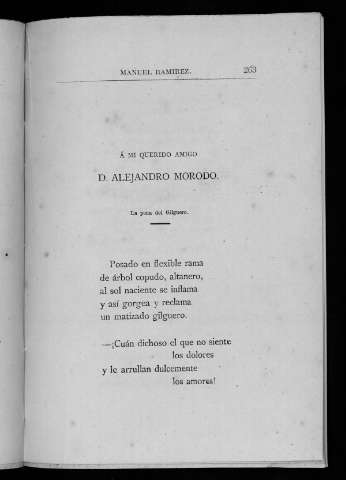 MANUEL RAMIREZ. 263
Á MI QUERIDO AMIGO
D. ALEJANDRO MORODO.
La pena del Gilguero.
Posado en flexible rama
de árbol copudo, altanero,
al sol naciente se inflama
y así gorgea y reclama
un matizado gilguero.
—¡Cuán dichoso el que no siente
los dolores
y le arrullan dulcemente
los amores!